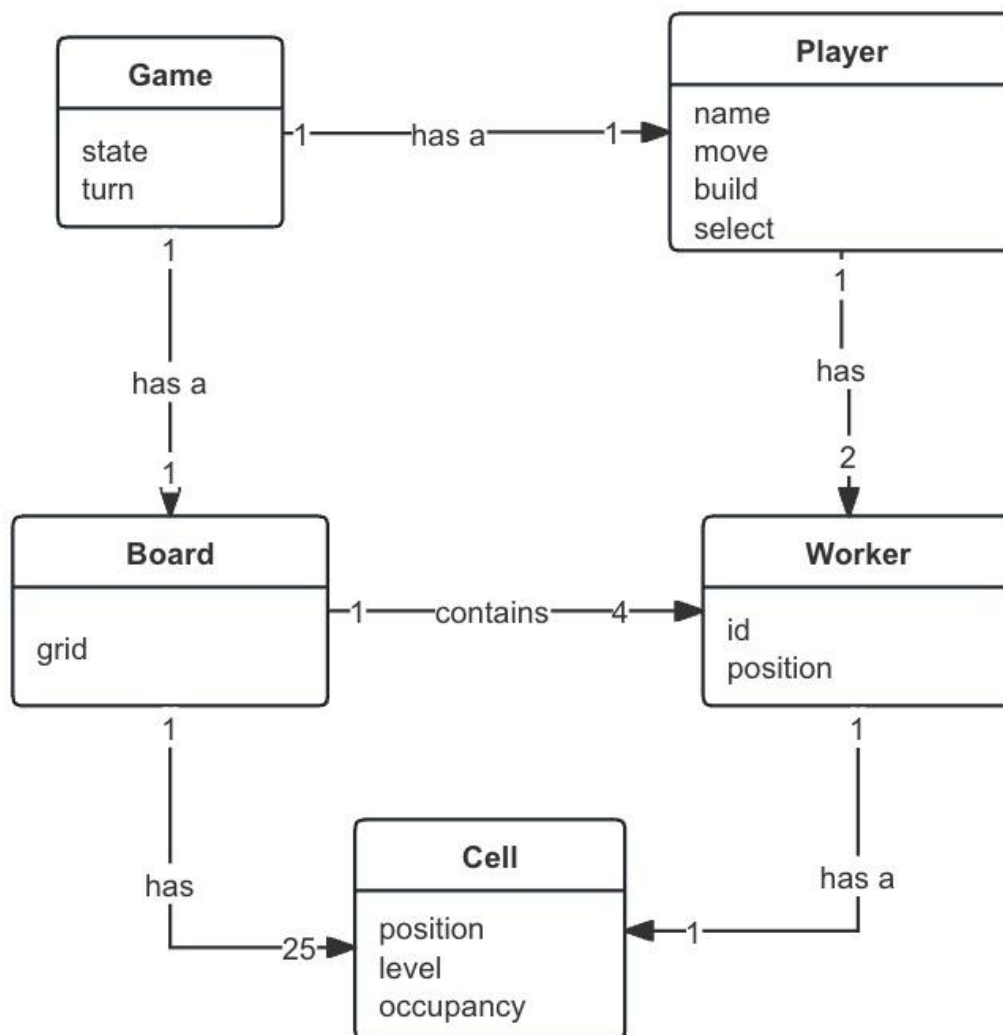 Game
state
turn
Player
name
move
build
select
1 has a 1
1
has a
1
1
has
2
Board
grid
1 contains 4
Worker
id
position
1
has
25
Cell
position
level
occupancy
1
has a
1